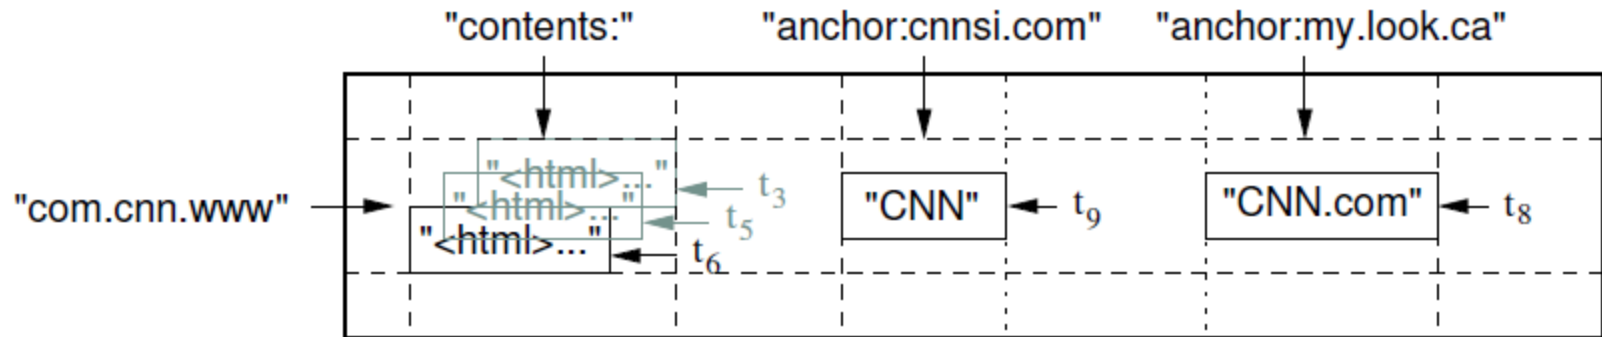 "contents:" "anchor:cnnsi.com" "anchor:my.look.ca"
"<html>..." t3
"com.cnn.www" "<html>..." t5 "CNN" t9 "CNN.com" t8
"<html>..." t6